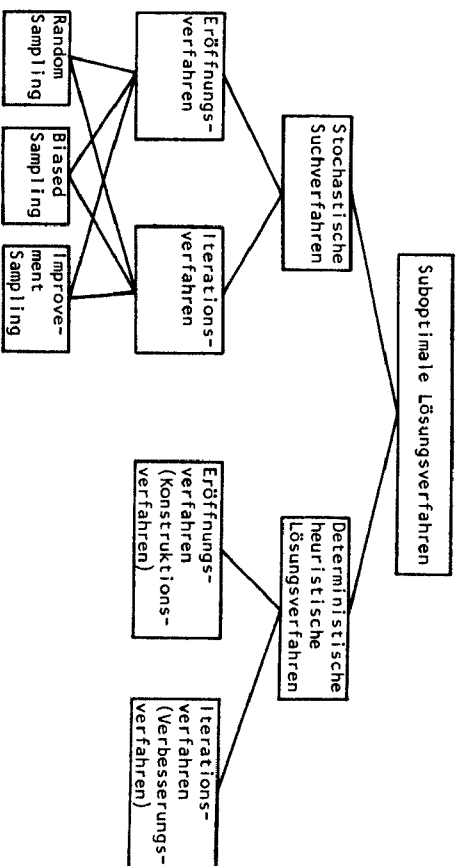 Suboptimale Lösungsverfahren
Stochastische
Suchverfahren
Deterministische
heuristische
Lösungsverfahren
Eröffnungs-
verfahren
Iterations-
verfahren
Eröffnungs-
verfahren
(Konstruktions-
verfahren)
Iterations-
verfahren
(Verbesserungs-
verfahren)
Random
Sampling
Biased
Sampling
Improve-
ment
Sampling